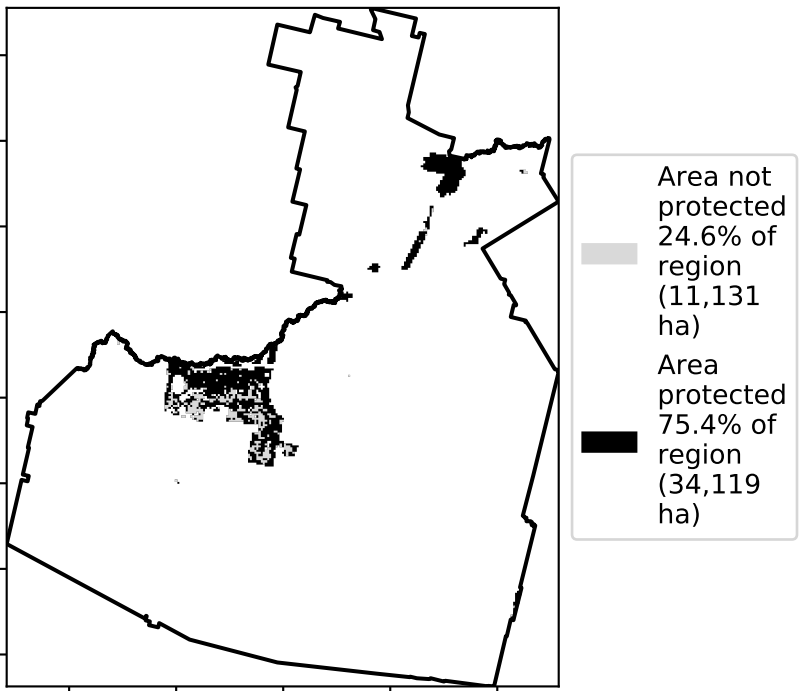 Area not
protected
24.6% of
region
(11,131
ha)
Area
protected
75.4% of
region
(34,119
ha)